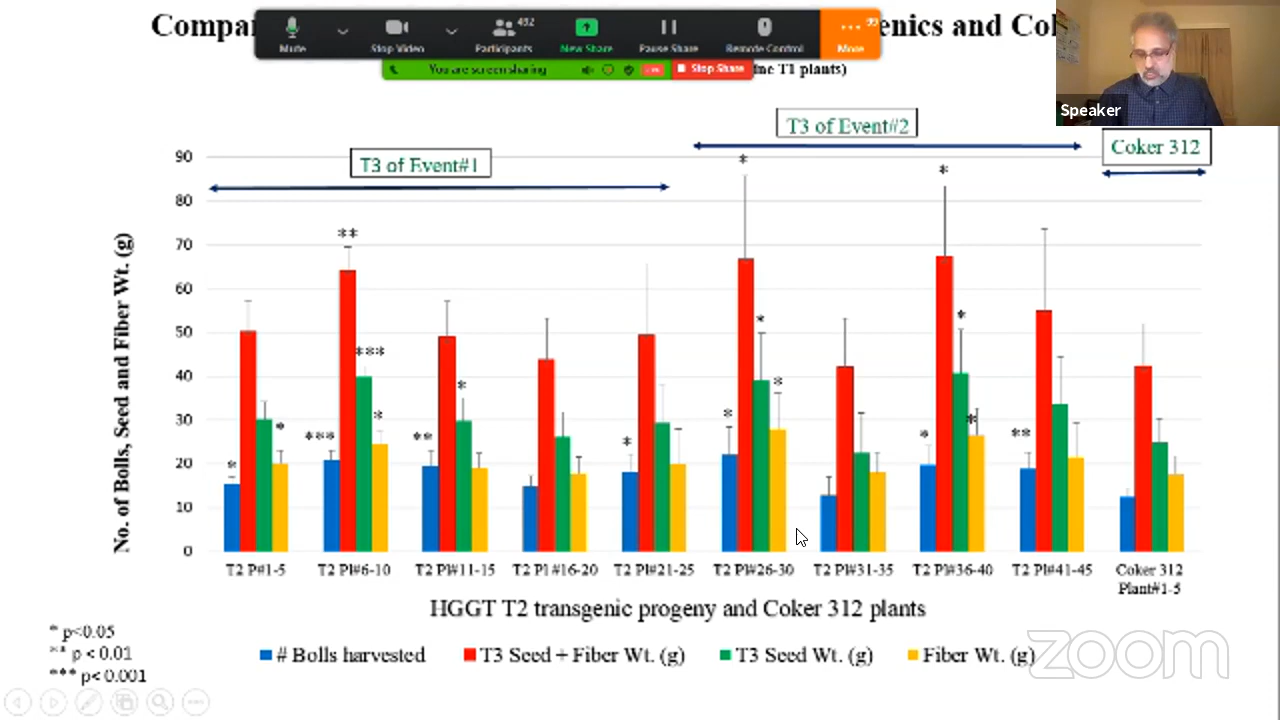 Compar
enics and Col
492
99
Mute
Stop Video
Participants
New Share
Pause Share
Remote Control
More
You are screen sharing
Stop Share
ine T1 plants)
Speaker
T3 of Event#2
Coker 312
T3 of Event#1
No. of Bolls, Seed and Fiber Wt. (g)
90
80
70
60
50
40
30
20
10
0
**
*
*
***
*
*
***
*
**
*
*
*
*
*
*
*
*
*
**
T2 P#1-5
T2 Pl#6-10
T2 Pl#11-15
T2 P1#16-20
T2 Pl#21-25
T2 Pl#26-30
T2 Pl#31-35
T2 Pl#36-40
T2 Pl#41-45
Coker 312
Plant#1-5
HGGT T2 transgenic progeny and Coker 312 plants
* p<0.05
** p < 0.01
*** p< 0.001
# Bolls harvested
T3 Seed + Fiber Wt. (g)
T3 Seed Wt. (g)
Fiber Wt. (g)
zoom